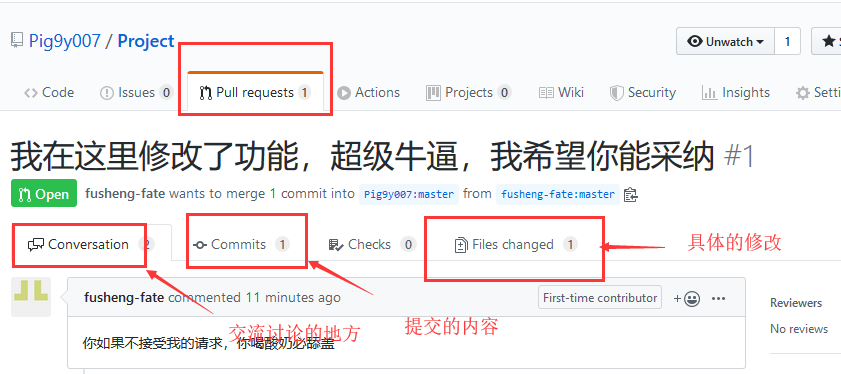 Pig9y007 / Project
Unwatch 1 S
Code Issues 0 Pull requests 1 Actions Projects 0 Wiki Security Insights Setti
我在这里修改了功能，超级牛逼，我希望你能采纳 #1
Open fusheng-fate wants to merge 1 commit into Pig9y007:master from fusheng-fate:master
Conversation 2 Commits 1 Checks 0 Files changed 1
具体的修改
fusheng-fate commented 11 minutes ago First-time contributor
Reviewers
交流讨论的地方
提交的内容
No reviews
你如果不接受我的请求，你喝酸奶必舔盖